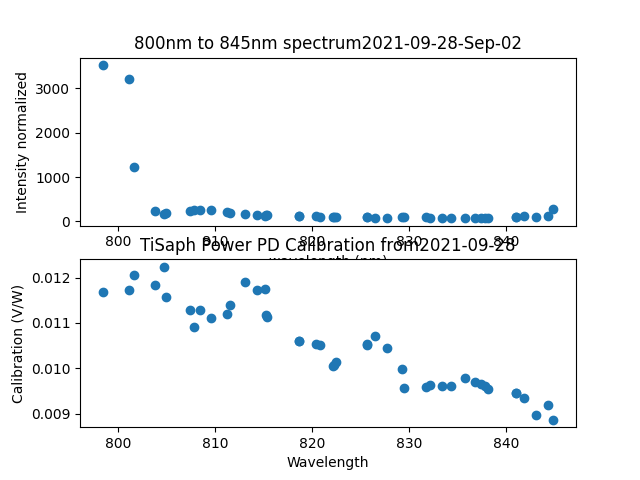 800nm to 845nm spectrum2021-09-28-Sep-02
3000
2000
1000
0
Intensity normalized
800 810 820 830 840
wavelength (nm)
TiSaph Power PD Calibration from2021-09-28
0.012
0.011
0.010
0.009
Calibration (V/W)
800 810 820 830 840
Wavelength